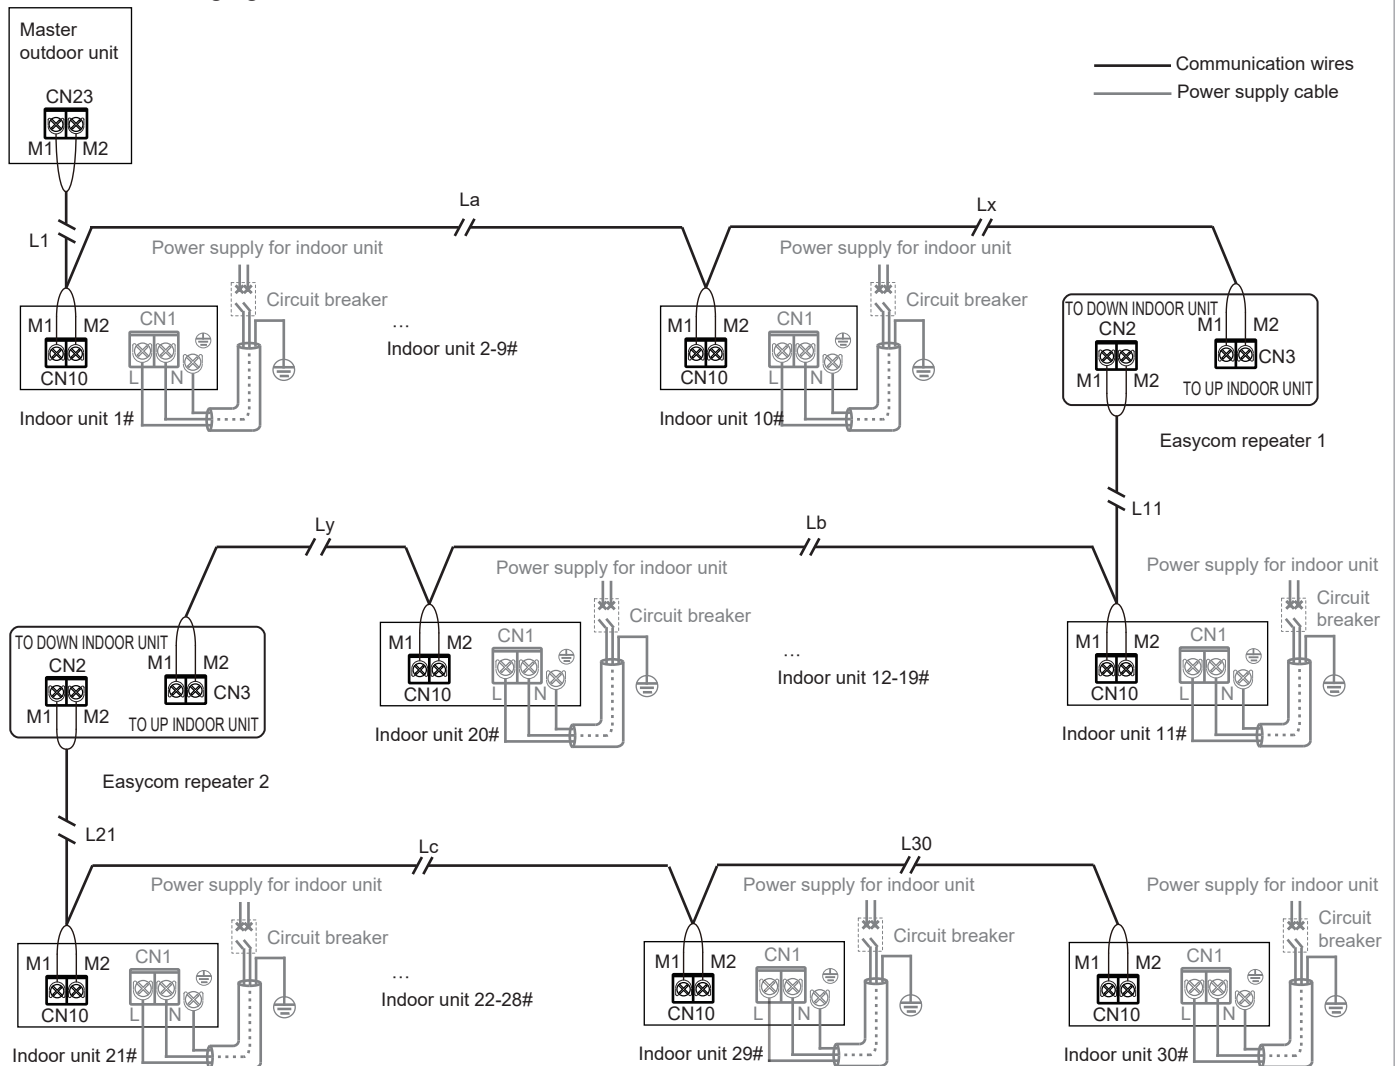 Master
outdoor unit
CN23
M1 M2
Communication wires
Power supply cable
L1
La
Lx
Power supply for indoor unit
Circuit breaker
M1 M2 CN1
CN10 L N
Indoor unit 1#
...
Indoor unit 2-9#
Power supply for indoor unit
Circuit breaker
M1 M2 CN1
CN10 L N
Indoor unit 10#
TO DOWN INDOOR UNIT
CN2
M1 M2
M1 M2
CN3
TO UP INDOOR UNIT
Easycom repeater 1
L11
Ly
Lb
TO DOWN INDOOR UNIT
CN2
M1 M2
M1 M2
CN3
TO UP INDOOR UNIT
Easycom repeater 2
Power supply for indoor unit
Circuit breaker
M1 M2 CN1
CN10 L N
Indoor unit 20#
...
Indoor unit 12-19#
Power supply for indoor unit
Circuit
breaker
M1 M2 CN1
CN10 L N
Indoor unit 11#
L21
Lc
L30
Power supply for indoor unit
Circuit breaker
M1 M2 CN1
CN10 L N
Indoor unit 21#
...
Indoor unit 22-28#
Power supply for indoor unit
Circuit breaker
M1 M2 CN1
CN10 L N
Indoor unit 29#
Power supply for indoor unit
Circuit
breaker
M1 M2 CN1
CN10 L N
Indoor unit 30#